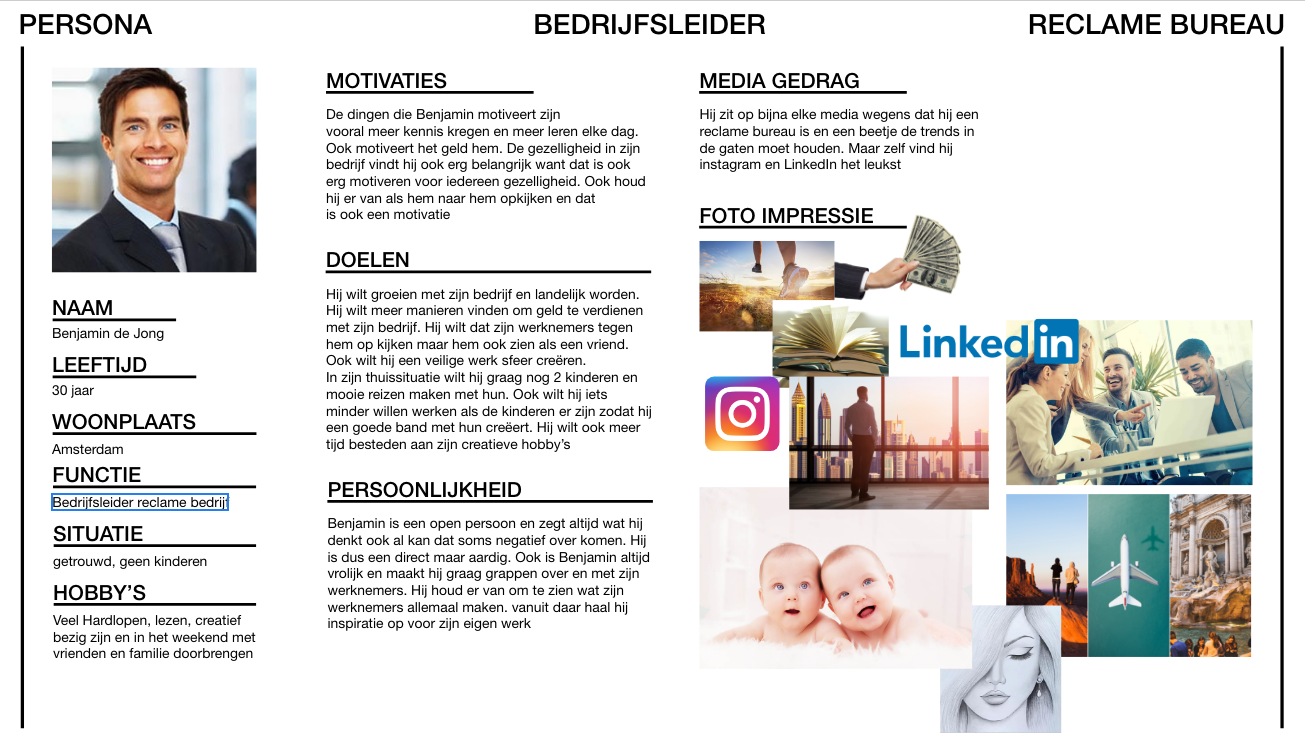 PERSONA
BEDRIJFSLEIDER
RECLAME BUREAU
NAAM
Benjamin de Jong
LEEFTIJD
30 jaar
WOONPLAATS
Amsterdam
FUNCTIE
Bedrijfsleider reclame bedrijf
SITUATIE
getrouwd, geen kinderen
HOBBY'S
Veel Hardlopen, lezen, creatief
bezig zijn en in het weekend met
vrienden en familie doorbrengen
MOTIVATIES
De dingen die Benjamin motiveert zijn
vooral meer kennis kregen en meer leren elke dag.
Ook motiveert het geld hem. De gezelligheid in zijn
bedrijf vindt hij ook erg belangrijk want dat is ook
erg motiveren voor iedereen gezelligheid. Ook houd
hij er van als hem naar hem opkijken en dat
is ook een motivatie
DOELEN
Hij wilt groeien met zijn bedrijf en landelijk worden.
Hij wilt meer manieren vinden om geld te verdienen
met zijn bedrijf. Hij wilt dat zijn werknemers tegen
hem op kijken maar hem ook zien als een vriend.
Ook wilt hij een veilige werk sfeer creëren.
In zijn thuissituatie wilt hij graag nog 2 kinderen en
mooie reizen maken met hun. Ook wilt hij iets
minder willen werken als de kinderen er zijn zodat hij
een goede band met hun creëert. Hij wilt ook meer
tijd besteden aan zijn creatieve hobby's
PERSOONLIJKHEID
Benjamin is een open persoon en zegt altijd wat hij
denkt ook al kan dat soms negatief over komen. Hij
is dus een direct maar aardig. Ook is Benjamin altijd
vrolijk en maakt hij graag grappen over en met zijn
werknemers. Hij houd er van om te zien wat zijn
werknemers allemaal maken. vanuit daar haal hij
inspiratie op voor zijn eigen werk
MEDIA GEDRAG
Hij zit op bijna elke media wegens dat hij een
reclame bureau is en een beetje de trends in
de gaten moet houden. Maar zelf vind hij
instagram en LinkedIn het leukst
FOTO IMPRESSIE
Linkedin